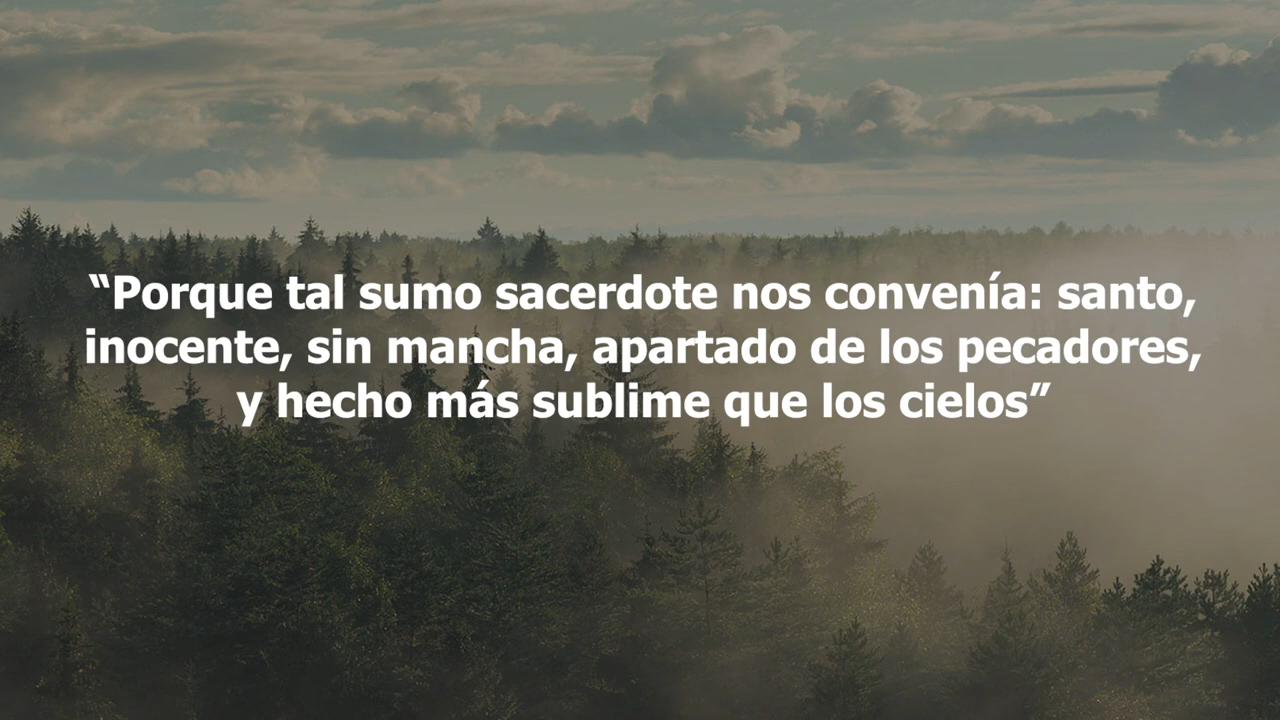 “Porque tal sumo sacerdote nos convenía: santo,
inocente, sin mancha, apartado de los pecadores,
y hecho más sublime que los cielos”